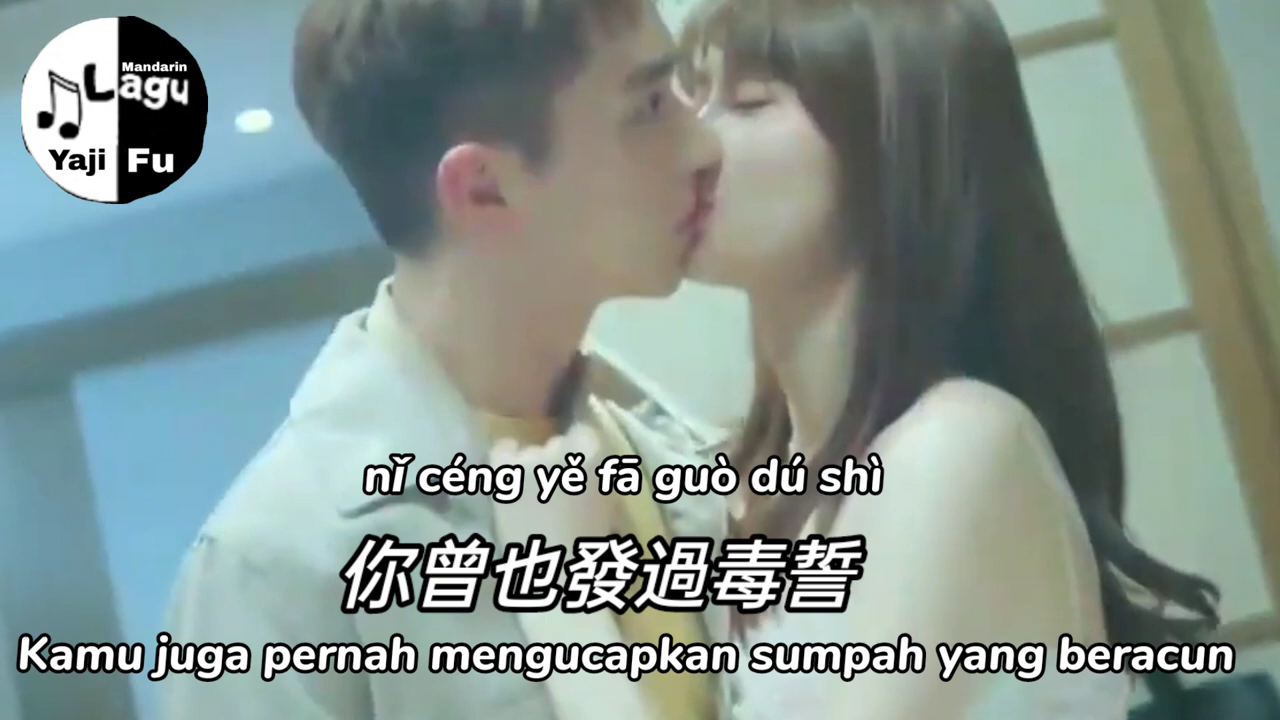 Mandarin
Lagu
Yaji Fu
nǐ céng yě fā guò dú shì
你曾也發過毒誓
Kamu juga pernah mengucapkan sumpah yang beracun